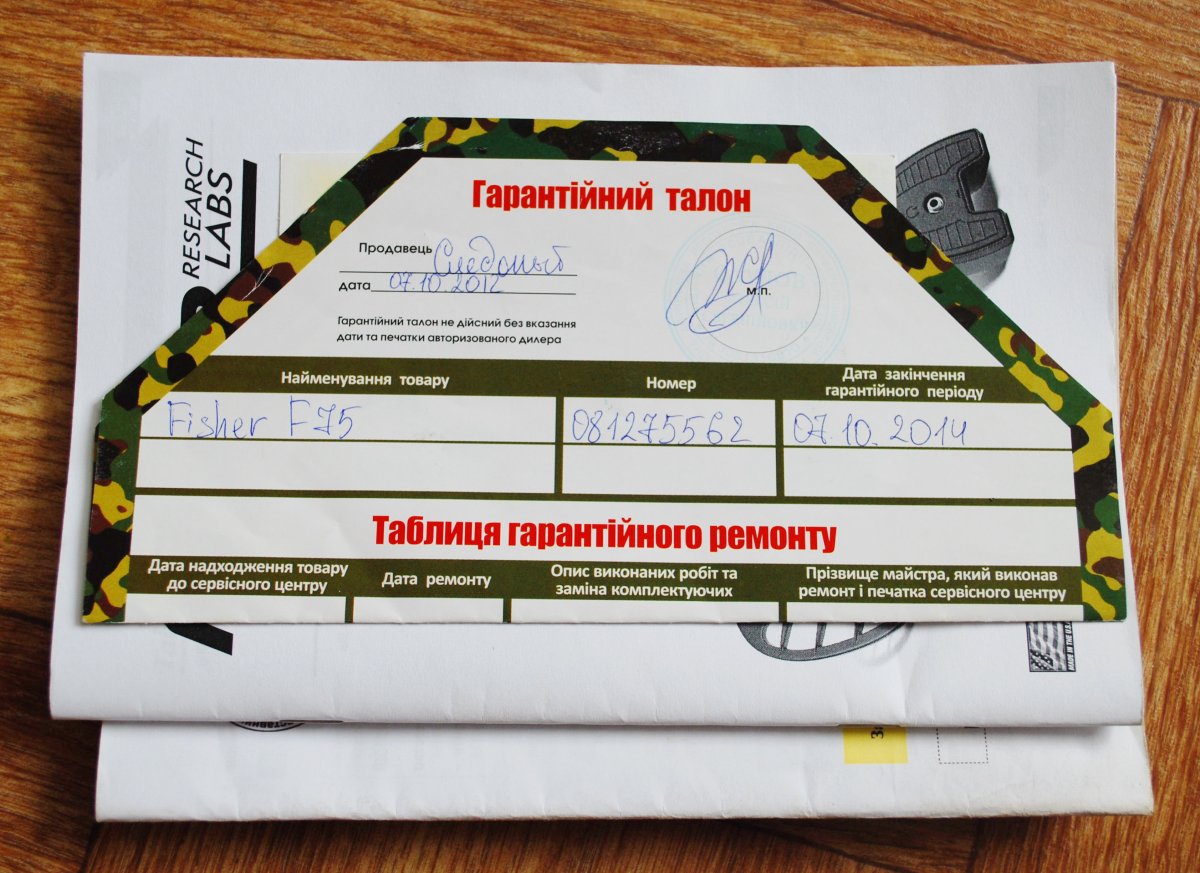 RESEARCH
LABS
Гарантійний талон
Продавець
дата 07.10.2012
м.п.
Гарантійний талон не дійсний без вказання
дати та печатки авторизованого дилера
Найменування товару
Номер
Дата закінчення
гарантійного періоду
Fisher F75
081275562
07.10.2014
Таблиця гарантійного ремонту
Дата надходження товару
до сервісного центру
Дата ремонту
Опис виконаних робіт та
заміна комплектуючих
Прізвище майстра, який виконав
ремонт і печатка сервісного центру
MADE IN THE U.S.A.